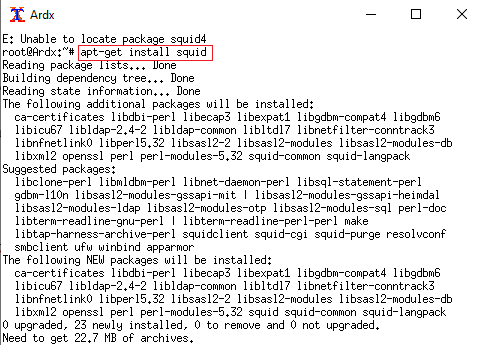 Ardx
E: Unable to locate package squid4
root@Ardx:~# apt-get install squid
Reading package lists... Done
Building dependency tree... Done
Reading state information... Done
The following additional packages will be installed:
ca-certificates libdbi-perl libecap3 libexpat1 libgdbm-compat4 libgdbm6
libicu67 libldap-2.4-2 libldap-common libltdl7 libnetfilter-conntrack3
libnfnetlink0 libperl5.32 libsasl2-2 libsasl2-modules libsasl2-modules-db
libxml2 openssl perl perl-modules-5.32 squid-common squid-langpack
Suggested packages:
libclone-perl libmldbm-perl libnet-daemon-perl libsql-statement-perl
gdbm-l10n libsasl2-modules-gssapi-mit | libsasl2-modules-gssapi-heimdal
libsasl2-modules-ldap libsasl2-modules-otp libsasl2-modules-sql perl-doc
libterm-readline-gnu-perl | libterm-readline-perl-perl make
libtap-harness-archive-perl squidclient squid-cgi squid-purge resolvconf
smbclient ufw winbind apparmor
The following NEW packages will be installed:
ca-certificates libdbi-perl libecap3 libexpat1 libgdbm-compat4 libgdbm6
libicu67 libldap-2.4-2 libldap-common libltdl7 libnetfilter-conntrack3
libnfnetlink0 libperl5.32 libsasl2-2 libsasl2-modules libsasl2-modules-db
libxml2 openssl perl perl-modules-5.32 squid squid-common squid-langpack
0 upgraded, 23 newly installed, 0 to remove and 0 not upgraded.
Need to get 22.7 MB of archives.